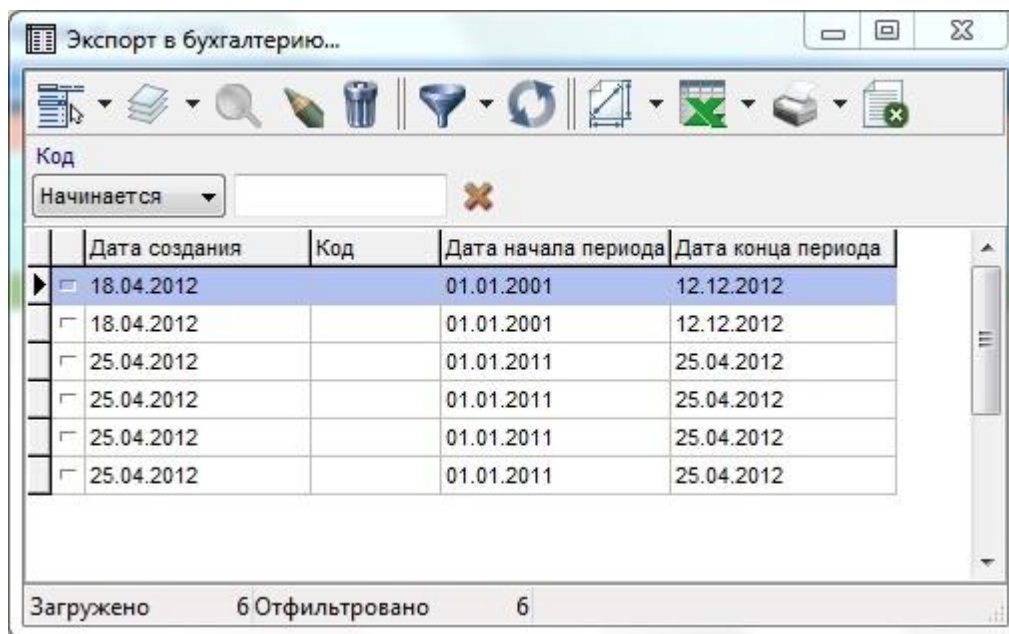 Экспорт в бухгалтерию...
Код
Начинается
Дата создания Код Дата начала периода Дата конца периода
18.04.2012 01.01.2001 12.12.2012
18.04.2012 01.01.2001 12.12.2012
25.04.2012 01.01.2011 25.04.2012
25.04.2012 01.01.2011 25.04.2012
25.04.2012 01.01.2011 25.04.2012
25.04.2012 01.01.2011 25.04.2012
Загружено 6 Отфильтровано 6